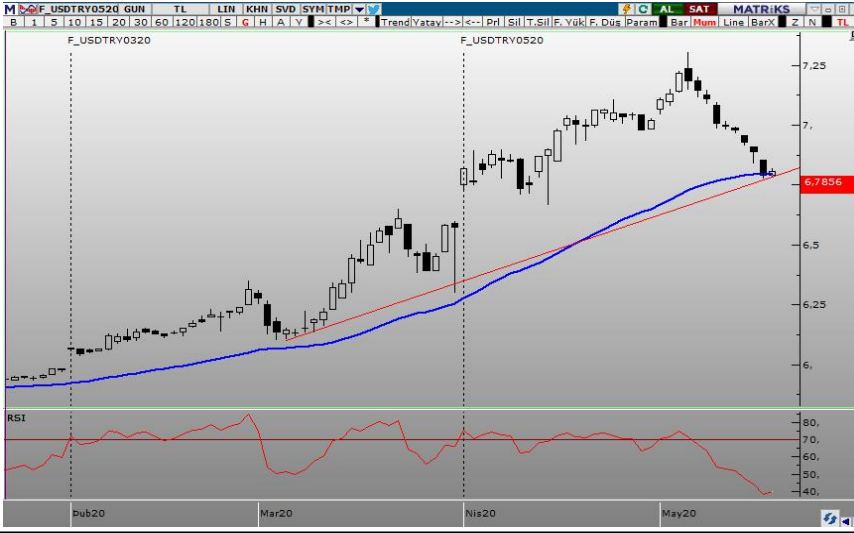 M F_USDTRY0520 GUN TL LIN KHN SVD SYM TMP AL SAT MATRiKS
B 1 5 10 15 20 30 60 120 180 S G H A Y >< <> * Trend Yatay --> <-- Prl Sil T.Sil F. Yük F. Düş Param Bar Mum Line BarX Z N TL
F_USDTRY0320 F_USDTRY0520
7,25
7,
6,7856
6,5
6,25
6,
RSI
80,
70,
60,
50,
40,
Þub20 Mar20 Nis20 May20